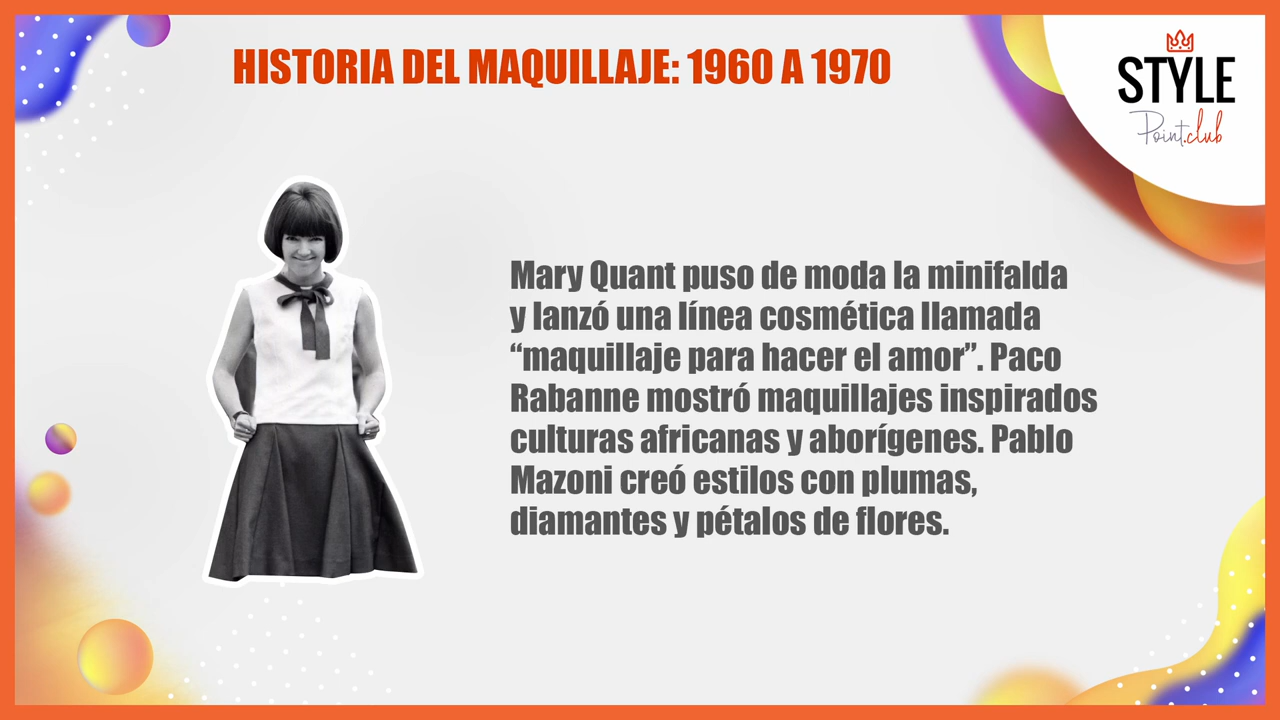 HISTORIA DEL MAQUILLAJE: 1960 A 1970
STYLE
Point.club
Mary Quant puso de moda la minifalda
y lanzó una línea cosmética llamada
“maquillaje para hacer el amor”. Paco
Rabanne mostró maquillajes inspirados
culturas africanas y aborígenes. Pablo
Mazoni creó estilos con plumas,
diamantes y pétalos de flores.